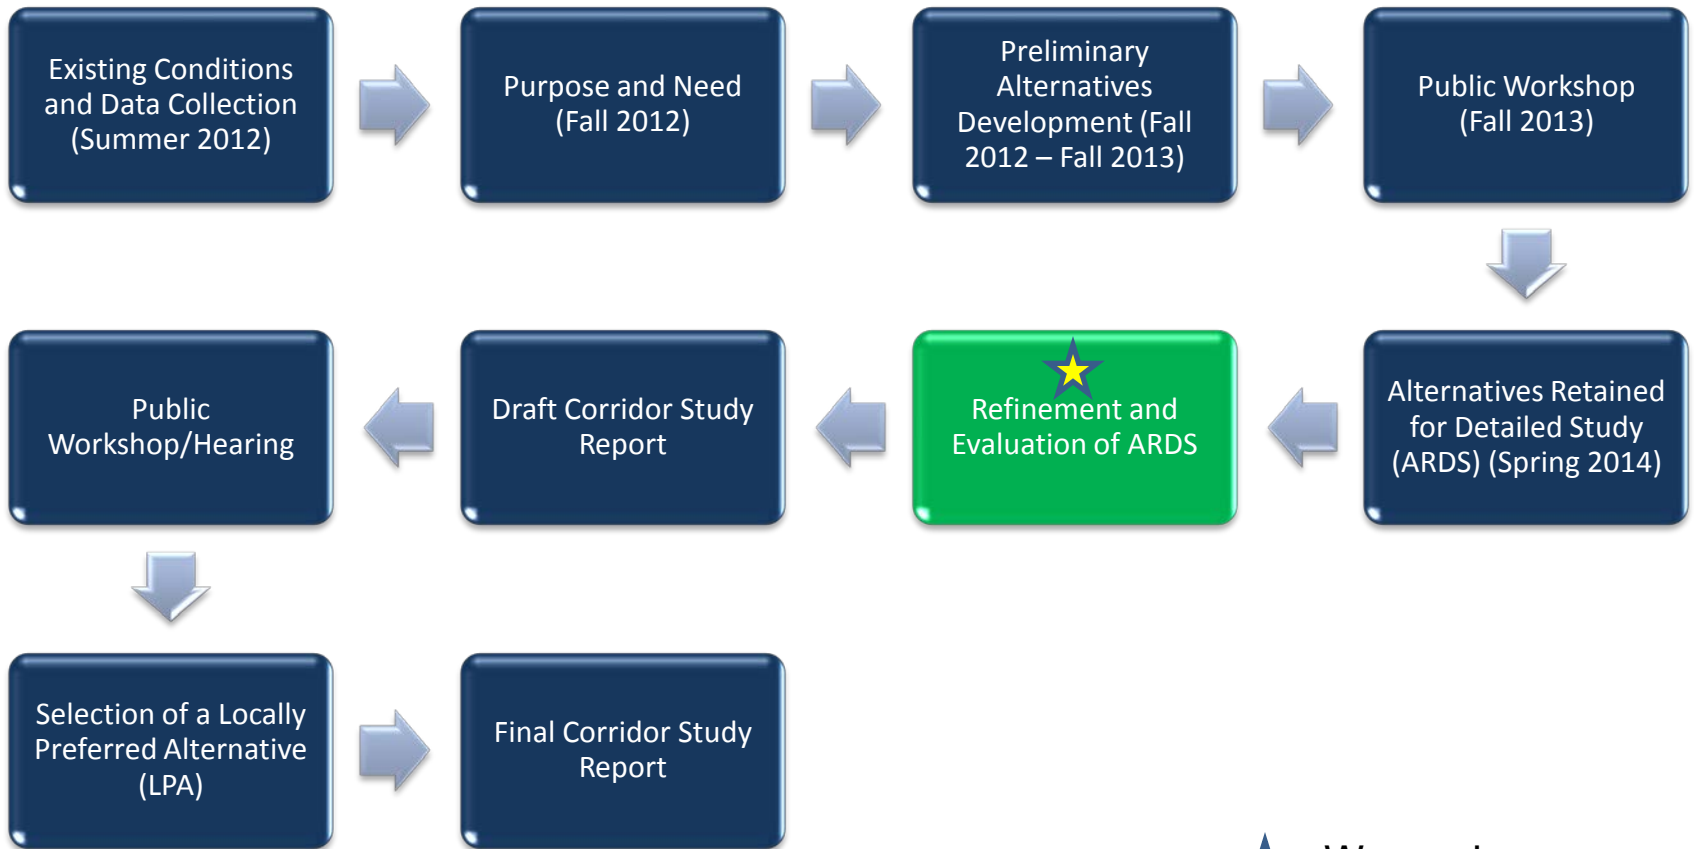 Existing Conditions
and Data Collection
(Summer 2012)
Purpose and Need
(Fall 2012)
Preliminary
Alternatives
Development (Fall
2012 – Fall 2013)
Public Workshop
(Fall 2013)
Alternatives Retained
for Detailed Study
(ARDS) (Spring 2014)
Refinement and
Evaluation of ARDS
Draft Corridor Study
Report
Public
Workshop/Hearing
Selection of a Locally
Preferred Alternative
(LPA)
Final Corridor Study
Report